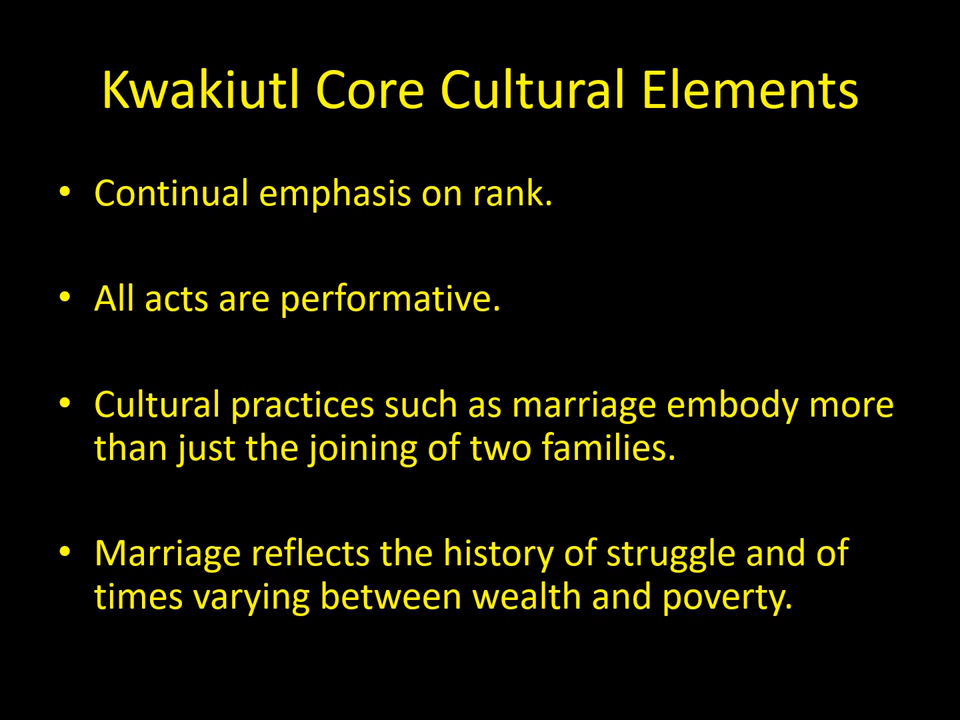 Kwakiutl Core Cultural Elements
• Continual emphasis on rank.
• All acts are performative.
• Cultural practices such as marriage embody more
than just the joining of two families.
• Marriage reflects the history of struggle and of
times varying between wealth and poverty.